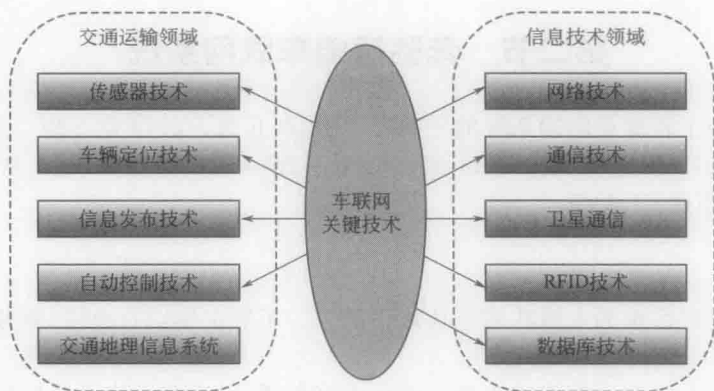 交通运输领域
传感器技术
车辆定位技术
信息发布技术
自动控制技术
交通地理信息系统
车联网
关键技术
信息技术领域
网络技术
通信技术
卫星通信
RFID技术
数据库技术